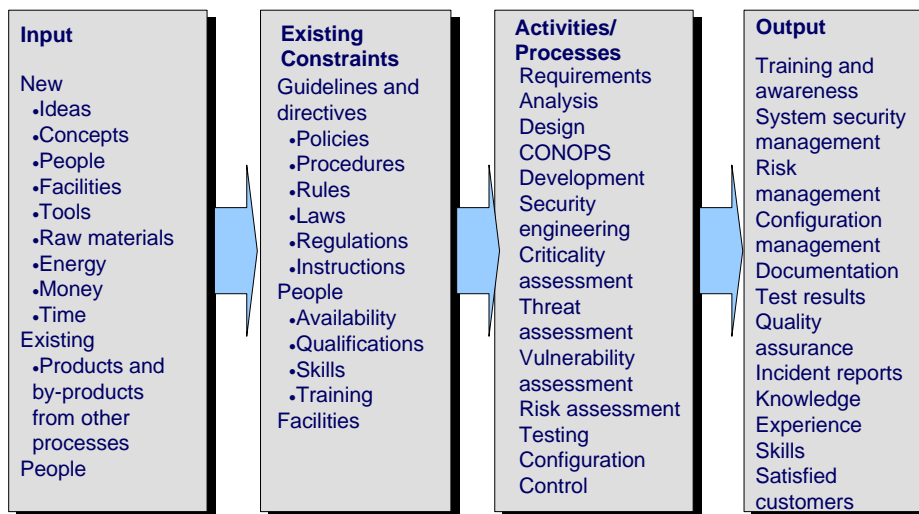 Input
New
•Ideas
•Concepts
•People
•Facilities
•Tools
•Raw materials
•Energy
•Money
•Time
Existing
•Products and
by-products
from other
processes
People
Existing
Constraints
Guidelines and
directives
•Policies
•Procedures
•Rules
•Laws
•Regulations
•Instructions
People
•Availability
•Qualifications
•Skills
•Training
Facilities
Activities/
Processes
Requirements
Analysis
Design
CONOPS
Development
Security
engineering
Criticality
assessment
Threat
assessment
Vulnerability
assessment
Risk assessment
Testing
Configuration
Control
Output
Training and
awareness
System security
management
Risk
management
Configuration
management
Documentation
Test results
Quality
assurance
Incident reports
Knowledge
Experience
Skills
Satisfied
customers